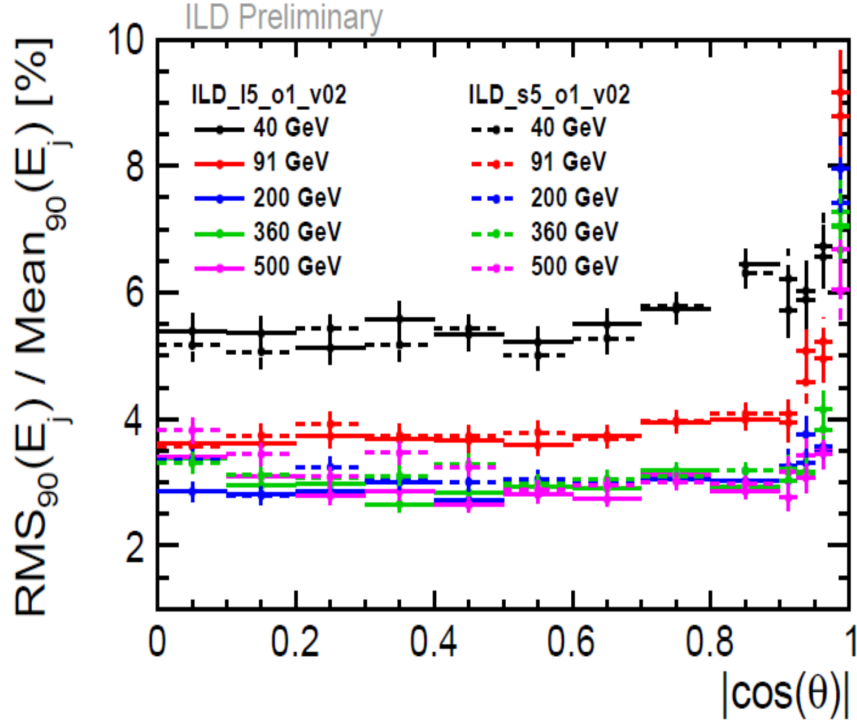 ILD Preliminary
RMS90(Ej) / Mean90(Ej) [%]
10
8
6
4
2
ILD_l5_o1_v02
40 GeV
91 GeV
200 GeV
360 GeV
500 GeV
ILD_s5_o1_v02
40 GeV
91 GeV
200 GeV
360 GeV
500 GeV
0 0.2 0.4 0.6 0.8 1
|cos(θ)|